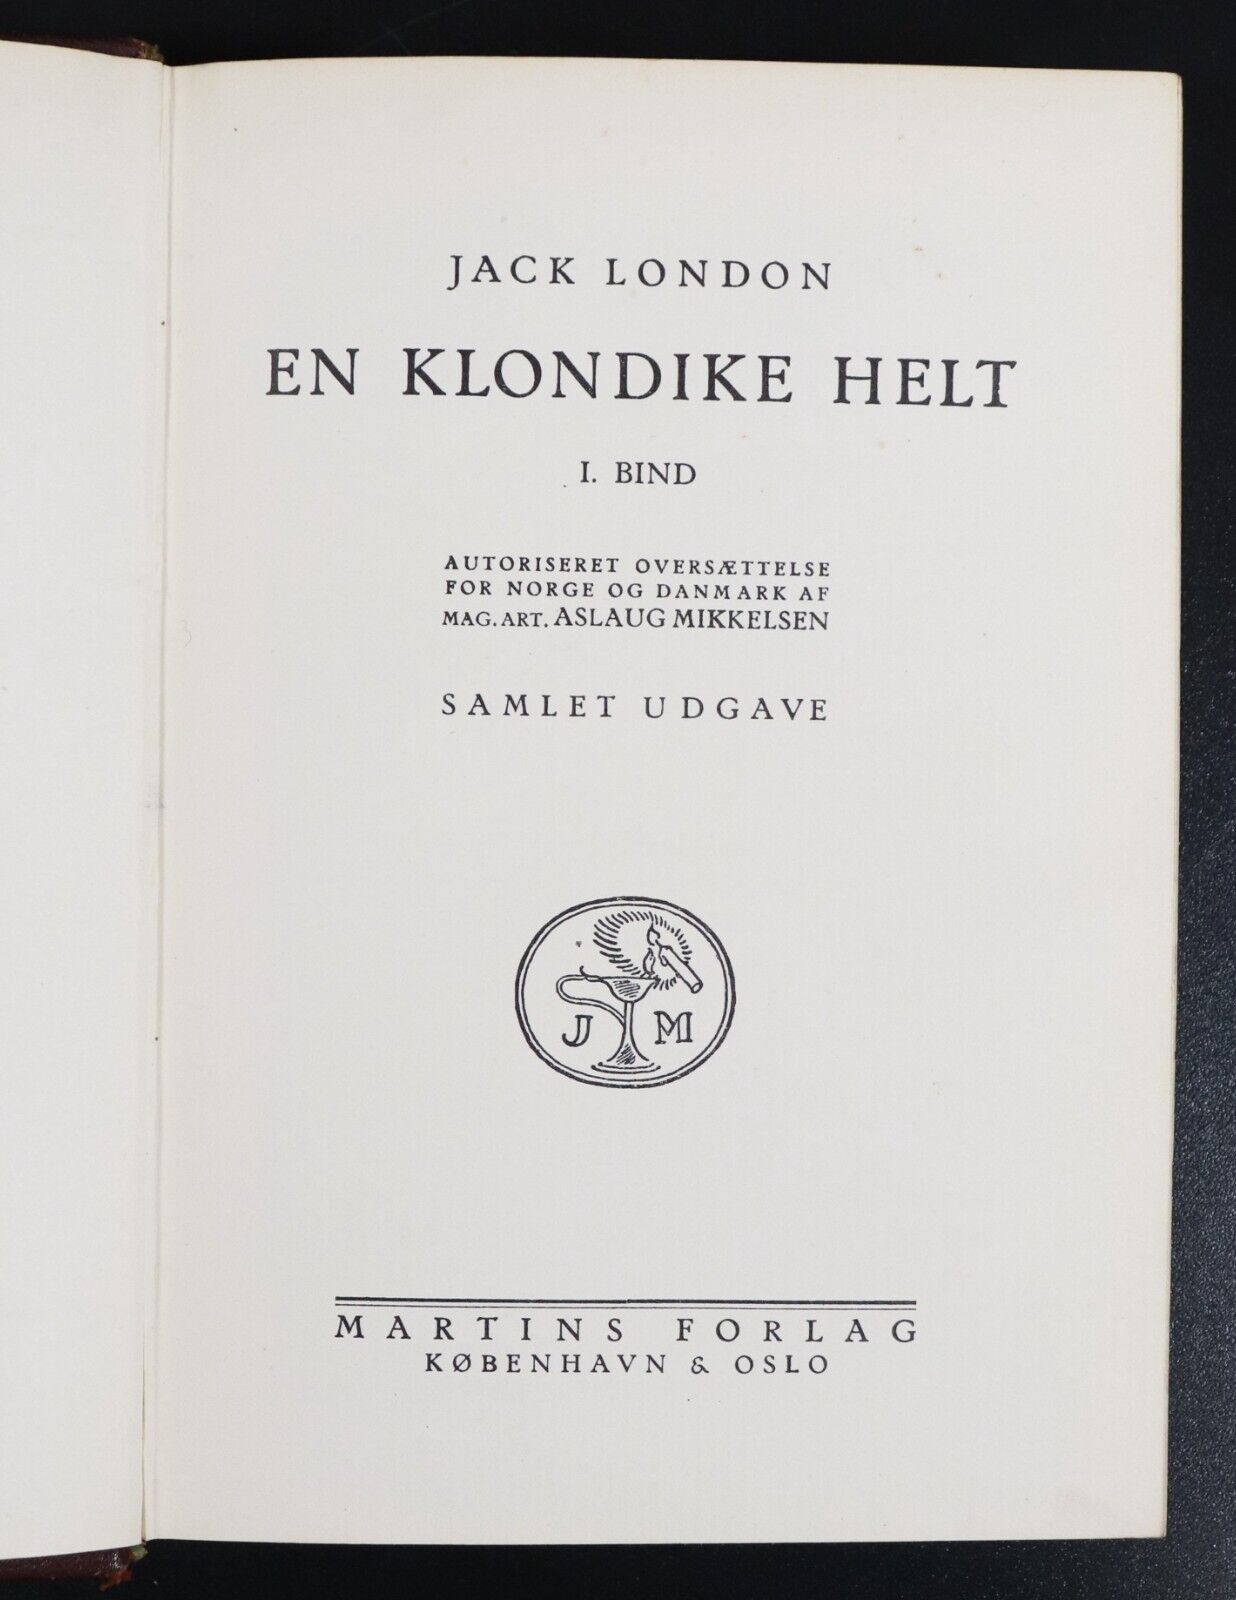 JACK LONDON
EN KLONDIKE HELT
I. BIND
AUTORISERET OVERSÆTTELSE
FOR NORGE OG DANMARK AF
MAG. ART. ASLAUG MIKKELSEN
SAMLET UDGAVE
J M
MARTINS FORLAG
KØBENHAVN & OSLO